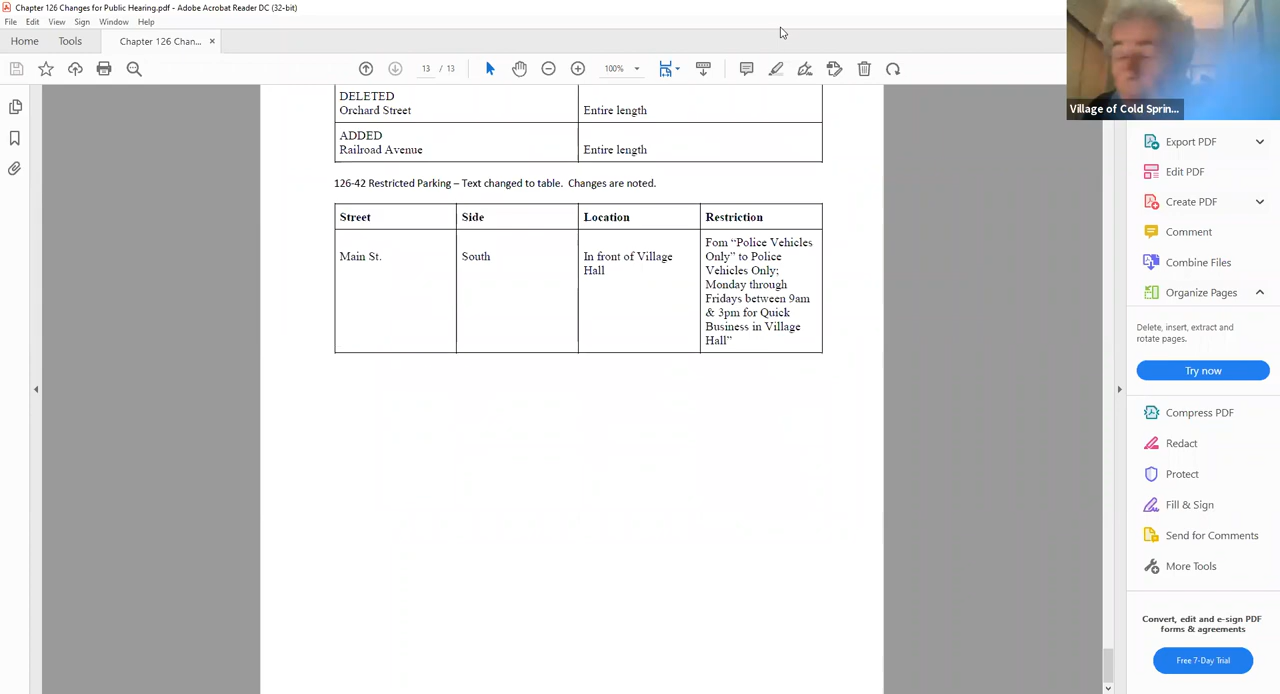 Chapter 126 Changes for Public Hearing.pdf - Adobe Acrobat Reader DC (32-bit)
File Edit View Sign Window Help
Home Tools Chapter 126 Chan... ×
13 / 13 100%
DELETED
Orchard Street Entire length
ADDED
Railroad Avenue Entire length
126-42 Restricted Parking – Text changed to table. Changes are noted.
Street Side Location Restriction
Main St. South In front of Village
Hall
Fom “Police Vehicles
Only” to Police
Vehicles Only;
Monday through
Fridays between 9am
& 3pm for Quick
Business in Village
Hall”
Village of Cold Sprin...
Export PDF
Edit PDF
Create PDF
Comment
Combine Files
Organize Pages
Delete, insert, extract and
rotate pages.
Try now
Compress PDF
Redact
Protect
Fill & Sign
Send for Comments
More Tools
Convert, edit and e-sign PDF
forms & agreements
Free 7-Day Trial